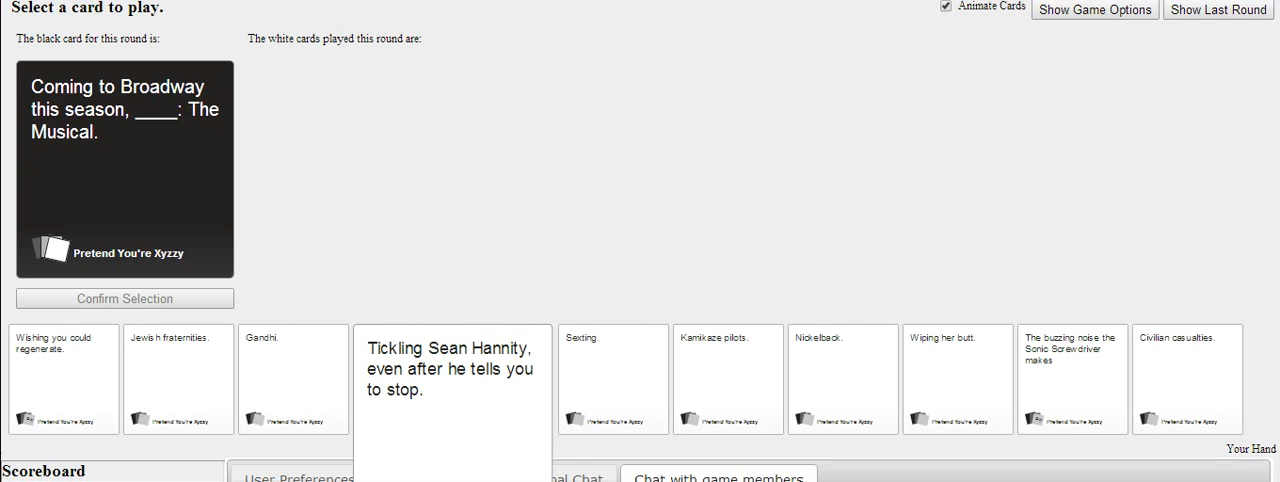 Select a card to play.
Animate Cards
Show Game Options
Show Last Round
The black card for this round is:
The white cards played this round are:
Coming to Broadway
this season, ____: The
Musical.
Pretend You're Xyzzy
Confirm Selection
Wishing you could
regenerate.
Pretend You're Xyzzy
Jewish fraternities.
Pretend You're Xyzzy
Gandhi.
Pretend You're Xyzzy
Tickling Sean Hannity,
even after he tells you
to stop.
Sexting.
Pretend You're Xyzzy
Kamikaze pilots.
Pretend You're Xyzzy
Nickelback.
Pretend You're Xyzzy
Wiping her butt.
Pretend You're Xyzzy
The buzzing noise the
Sonic Screwdriver
makes
Pretend You're Xyzzy
Civilian casualties.
Pretend You're Xyzzy
Your Hand
Scoreboard
User Preferences
Chat
Chat with game members